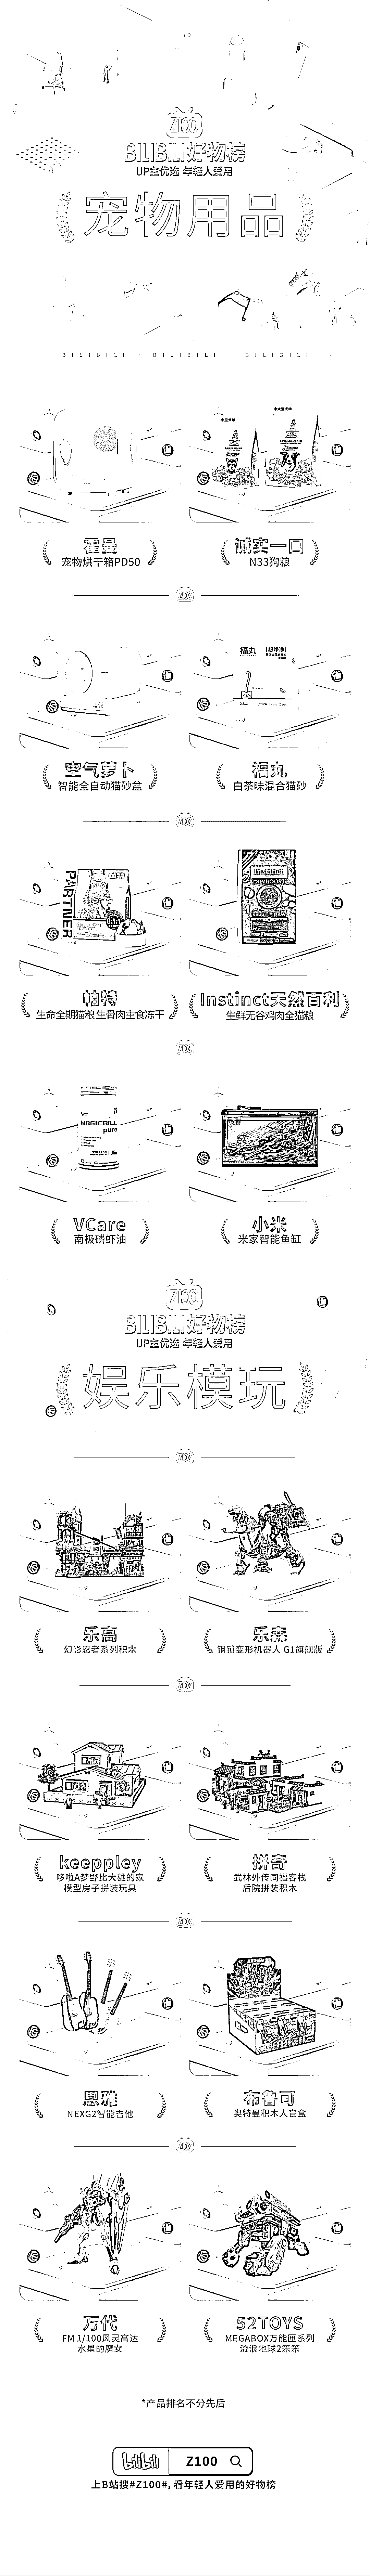 Z100
BILIBILI好物榜
UP主优选 年轻人爱用
宠物用品
BILIBILI · BILIBILI · BILIBILI
霍曼
宠物烘干箱PD50
诚实一口
N33狗粮
Z100
福丸
空气萝卜
智能全自动猫砂盆
福丸
白茶味混合猫砂
Z100
PARTNER
Instinct
帕特
生命全期猫粮 生骨肉主食冻干
Instinct天然百利
生鲜无谷鸡肉全猫粮
Z100
MAGICRILL
pure
VCare
南极磷虾油
小米
米家智能鱼缸
Z100
BILIBILI好物榜
UP主优选 年轻人爱用
娱乐模玩
Z100
乐高
幻影忍者系列积木
乐森
钢锁变形机器人 G1旗舰版
Z100
keeppley
哆啦A梦野比大雄的家
模型房子拼装玩具
拼奇
武林外传同福客栈
后院拼装积木
Z100
恩雅
NEXG2智能吉他
布鲁可
奥特曼积木人盲盒
Z100
万代
FM 1/100风灵高达
水星的魔女
52TOYS
MEGABOX万能匣系列
流浪地球2笨笨
*产品排名不分先后
bilibili Z100
上B站搜#Z100#，看年轻人爱用的好物榜